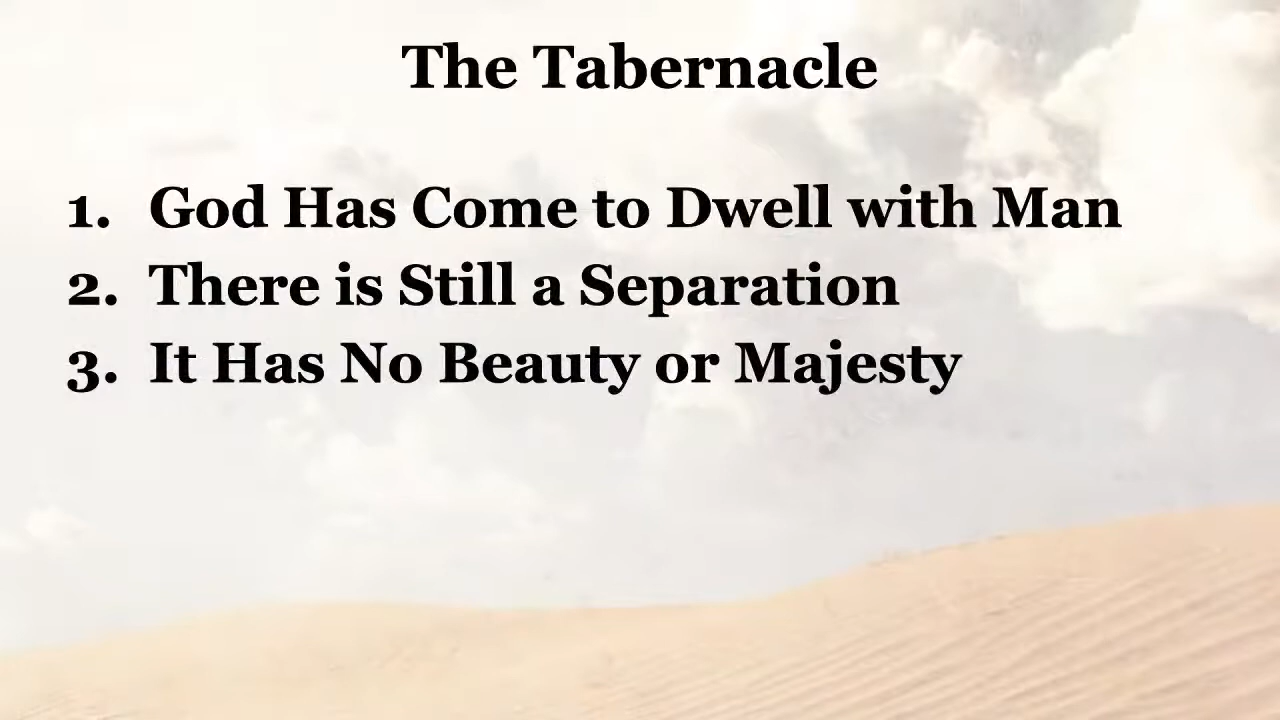 The Tabernacle
1. God Has Come to Dwell with Man
2. There is Still a Separation
3. It Has No Beauty or Majesty